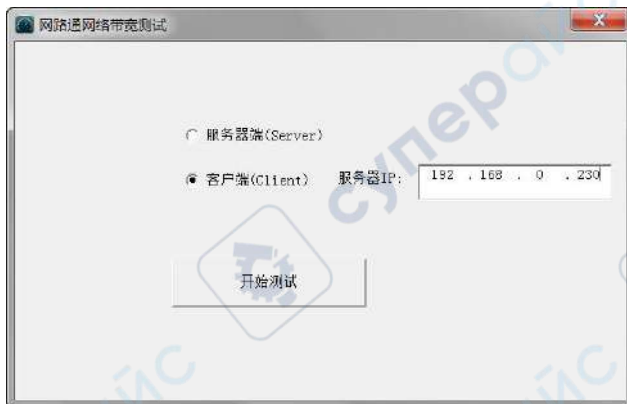 网路通网络带宽测试
服务器端(Server)
客户端(Client) 服务器IP: 192 . 168 . 0 . 230
开始测试
суперайс